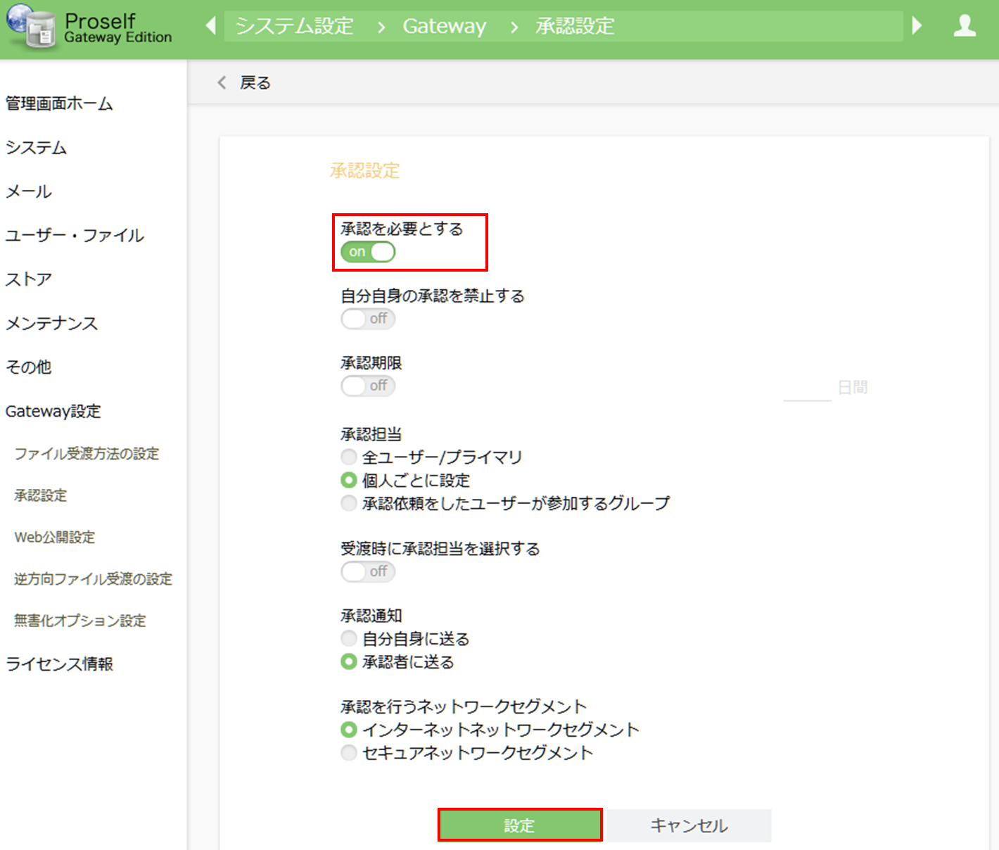 Proself
Gateway Edition
システム設定 > Gateway > 承認設定
戻る
管理画面ホーム
システム
メール
ユーザー・ファイル
ストア
メンテナンス
その他
Gateway設定
ファイル受渡方法の設定
承認設定
Web公開設定
逆方向ファイル受渡の設定
無害化オプション設定
ライセンス情報
承認設定
承認を必要とする
on
自分自身の承認を禁止する
off
承認期限
off
日間
承認担当
全ユーザー/プライマリ
個人ごとに設定
承認依頼をしたユーザーが参加するグループ
受渡時に承認担当を選択する
off
承認通知
自分自身に送る
承認者に送る
承認を行うネットワークセグメント
インターネットネットワークセグメント
セキュアネットワークセグメント
設定 キャンセル